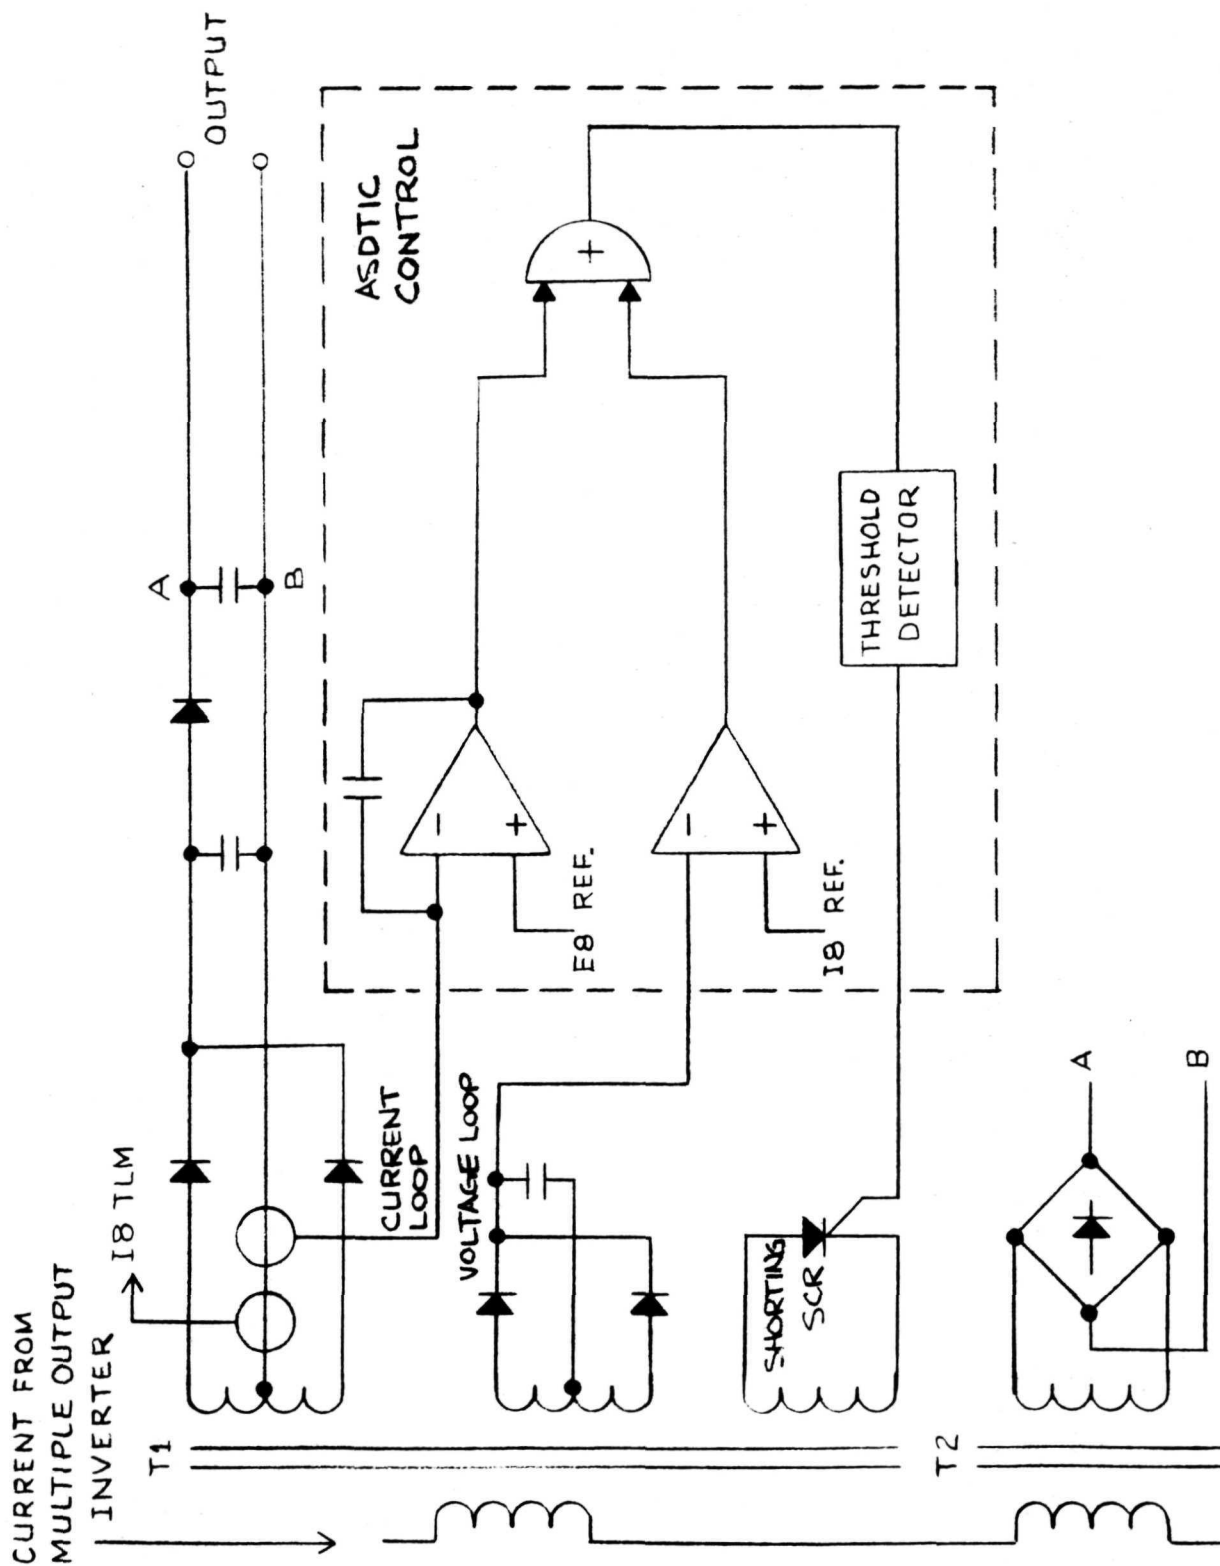 CURRENT FROM
MULTIPLE OUTPUT
INVERTER
I8 TLM
A
B
OUTPUT
T1
CURRENT
LOOP
ASDTIC
CONTROL
E8 REF.
VOLTAGE LOOP
I8 REF.
SHORTING
SCR
THRESHOLD
DETECTOR
T2
A
B
-
+
-
+
+